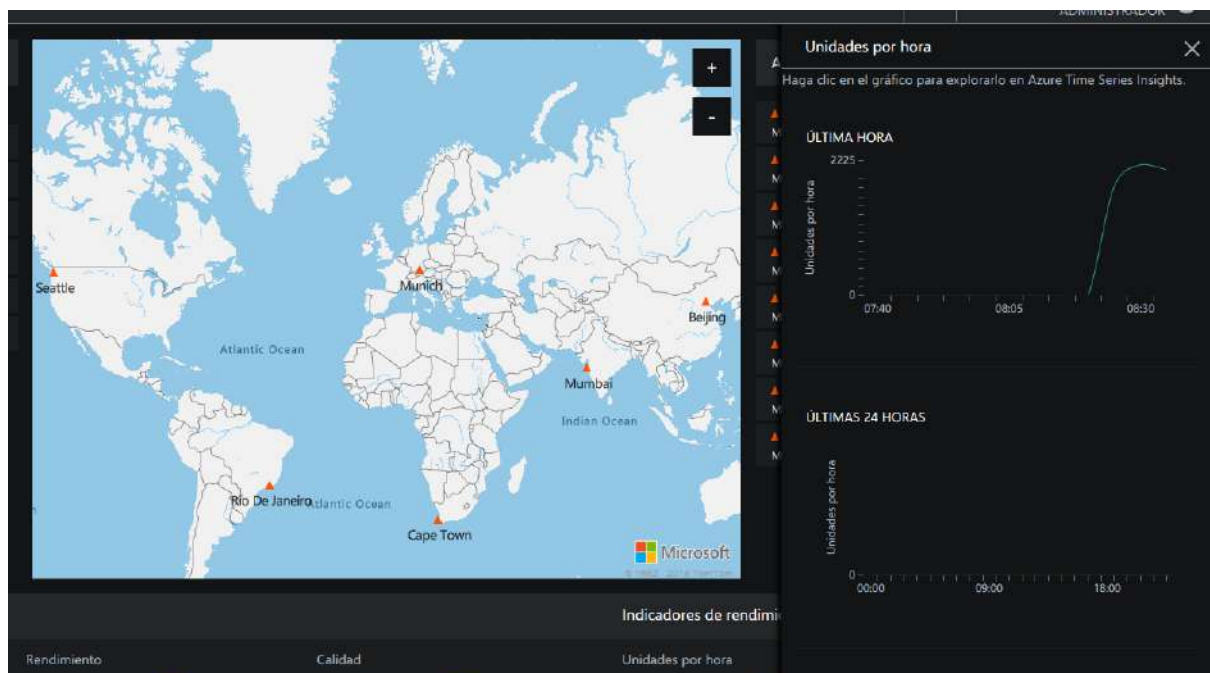 ADMINISTRADOR
Unidades por hora
Haga clic en el gráfico para explorarlo en Azure Time Series Insights.
+
-
A
M
M
M
M
M
M
M
M
ÚLTIMA HORA
2225
Unidades por hora
0
07:40 08:05 08:30
ÚLTIMAS 24 HORAS
Unidades por hora
0
00:00 09:00 18:00
Seattle
Munich
Beijing
Atlantic Ocean
Mumbai
Indian Ocean
Rio De Janeiro
Atlantic Ocean
Cape Town
Microsoft
Indicadores de rendimi
Rendimiento Calidad Unidades por hora